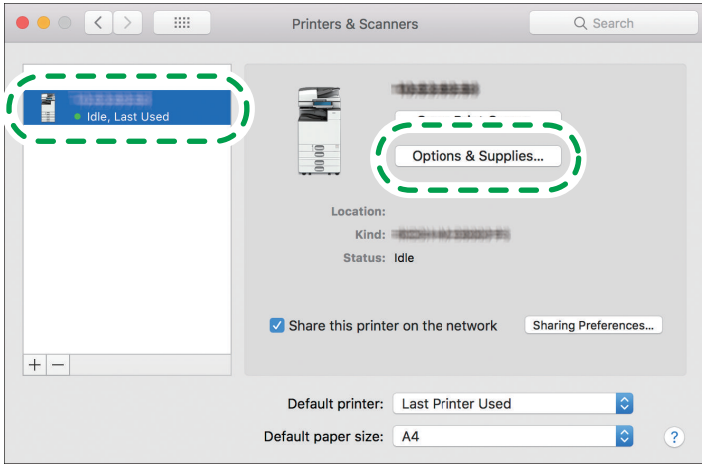 Printers & Scanners
Search
Idle, Last Used
Options & Supplies...
Location:
Kind:
Status: Idle
Share this printer on the network
Sharing Preferences...
+ −
Default printer: Last Printer Used
Default paper size: A4
?